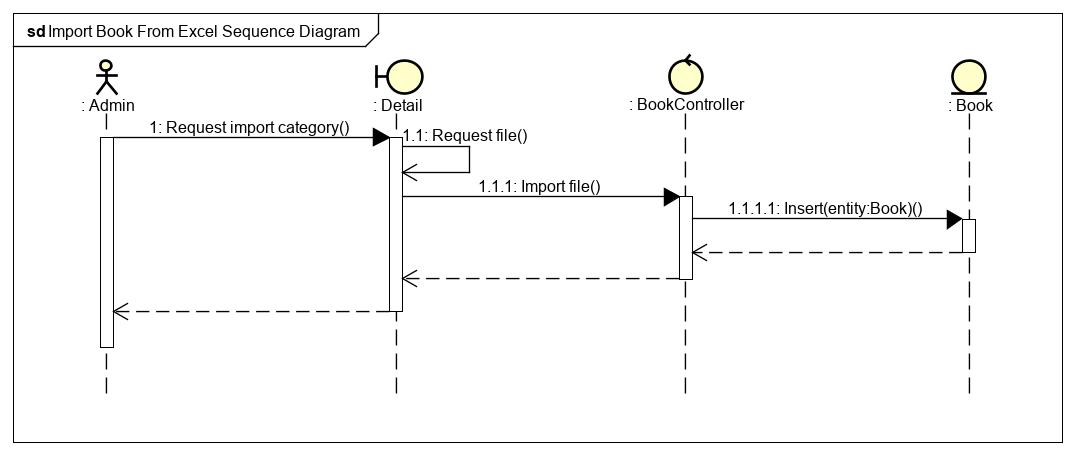 sd Import Book From Excel Sequence Diagram
: Admin
: Detail
: BookController
: Book
1: Request import category()
1.1: Request file()
1.1.1: Import file()
1.1.1.1: Insert(entity:Book)()